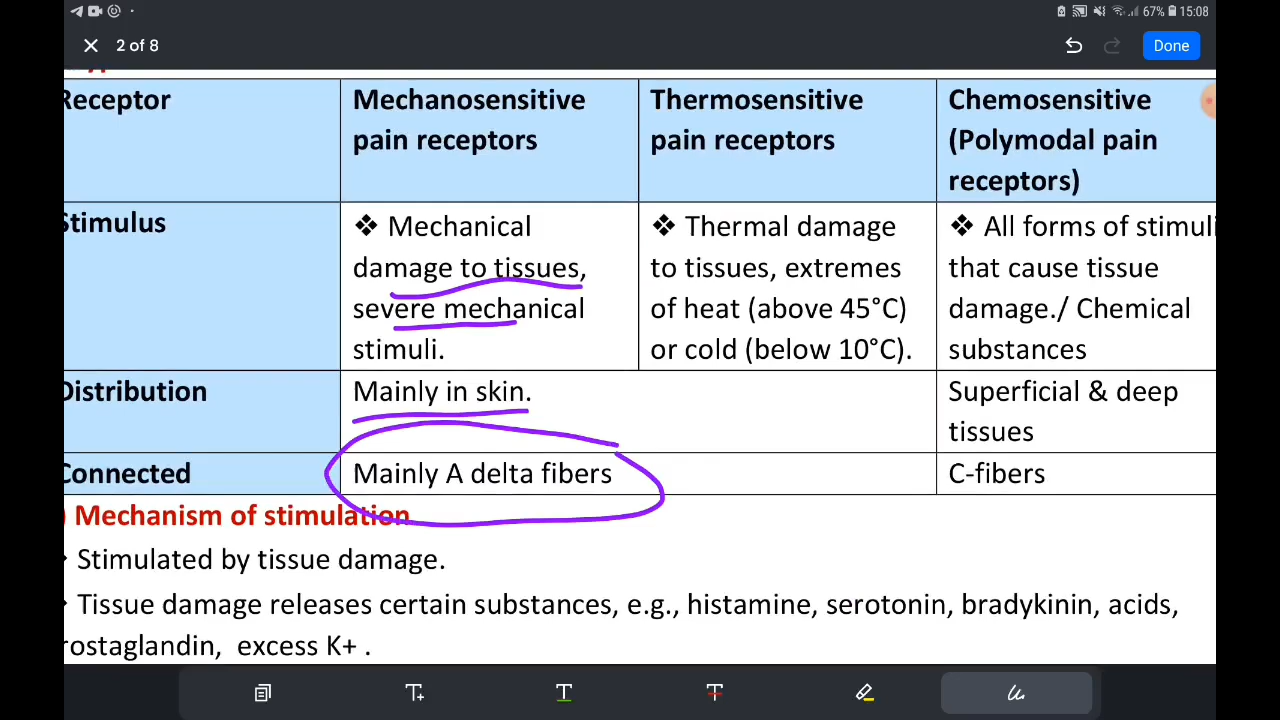 67% 15:08
2 of 8
Done
Receptor
Mechanosensitive
pain receptors
Thermosensitive
pain receptors
Chemosensitive
(Polymodal pain
receptors)
Stimulus
❖ Mechanical
damage to tissues,
severe mechanical
stimuli.
❖ Thermal damage
to tissues, extremes
of heat (above 45°C)
or cold (below 10°C).
❖ All forms of stimuli
that cause tissue
damage./ Chemical
substances
Distribution
Mainly in skin.
Superficial & deep
tissues
Connected
Mainly A delta fibers
C-fibers
) Mechanism of stimulation
Stimulated by tissue damage.
Tissue damage releases certain substances, e.g., histamine, serotonin, bradykinin, acids,
rostaglandin, excess K+ .